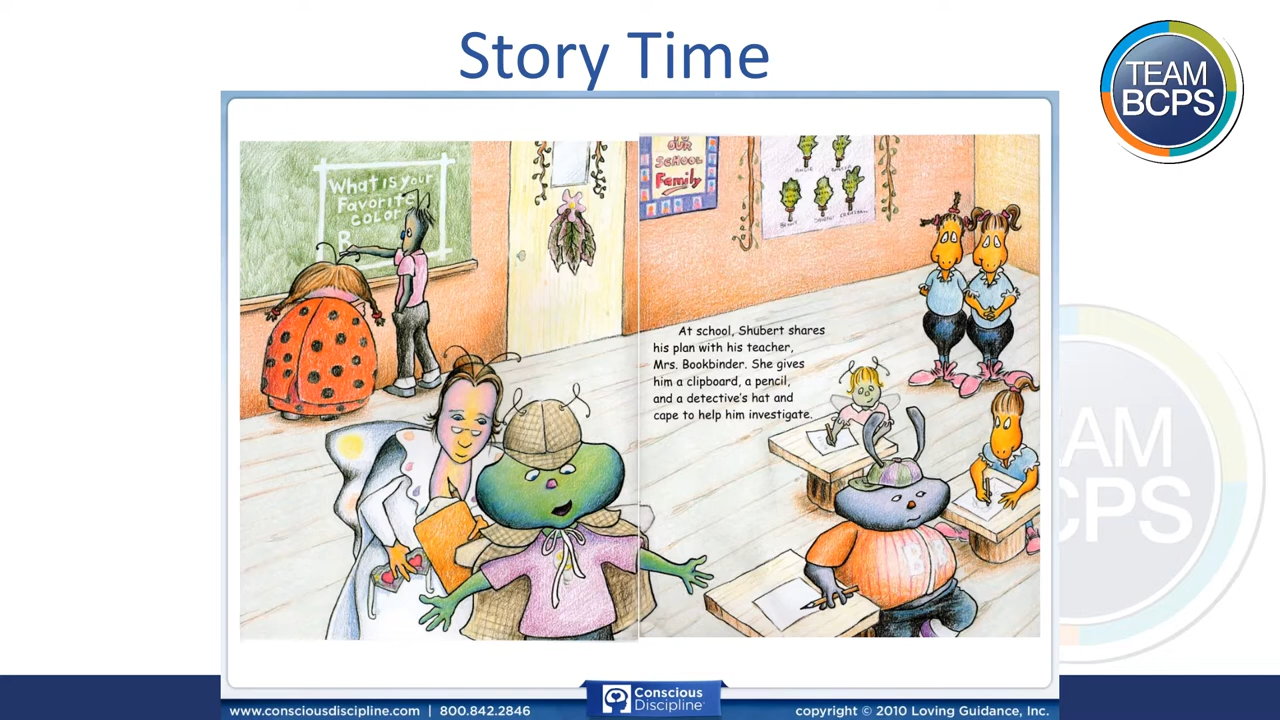 Story Time
TEAM
BCPS
What is your
Favorite
color
B
OUR
SCHOOL
Family
At school, Shubert shares
his plan with his teacher,
Mrs. Bookbinder. She gives
him a clipboard, a pencil,
and a detective's hat and
cape to help him investigate.
B B
AM
CPS
www.consciousdiscipline.com | 800.842.2846
Conscious
Discipline
copyright © 2010 Loving Guidance, Inc.